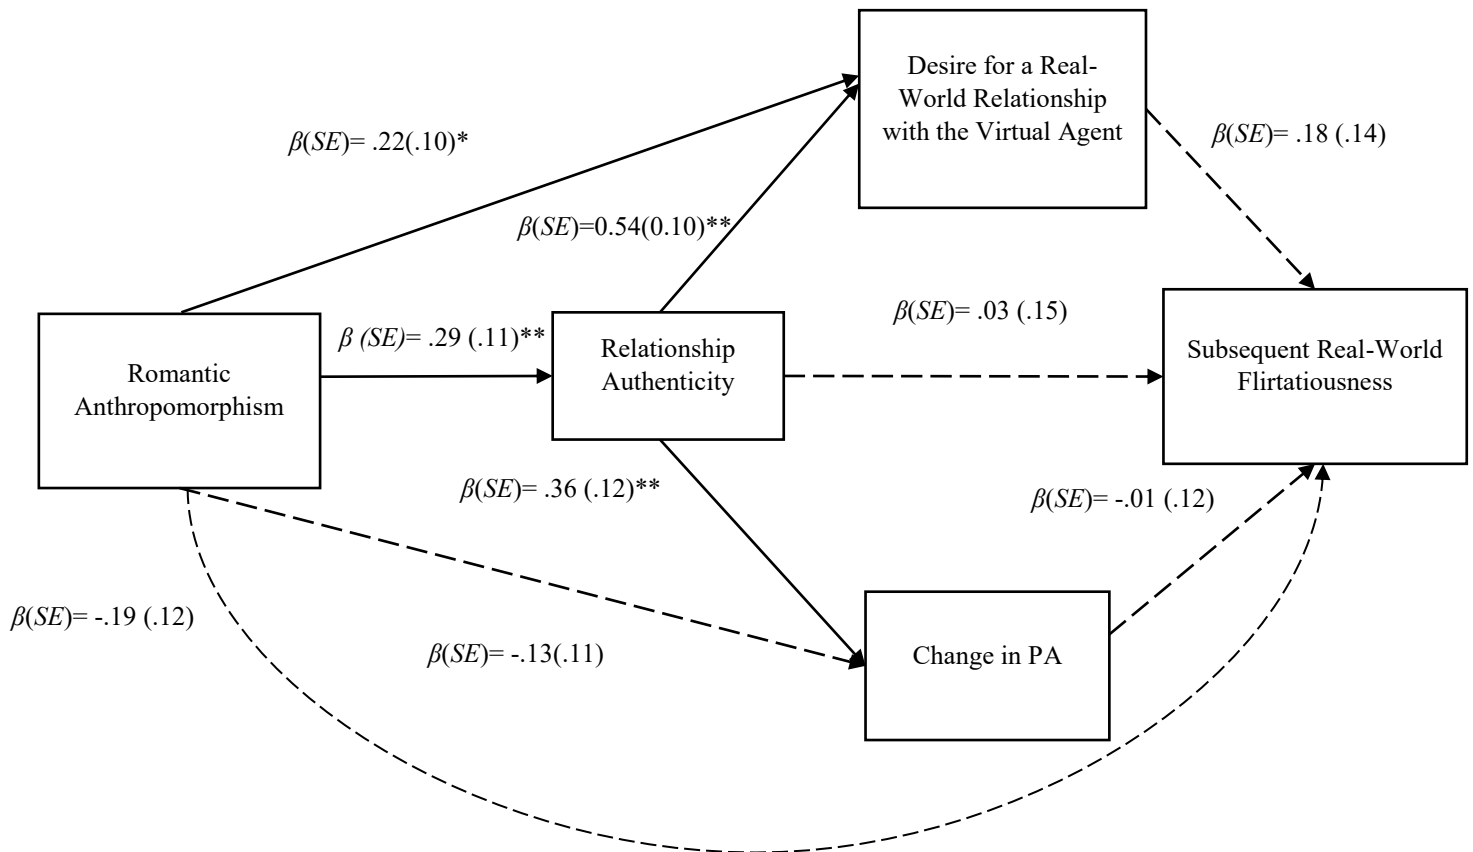 Desire for a Real-
World Relationship
with the Virtual Agent
β(SE)= .22(.10)*
β(SE)= .18 (.14)
β(SE)=0.54(0.10)**
β (SE)= .29 (.11)**
β(SE)= .03 (.15)
Romantic
Anthropomorphism
Relationship
Authenticity
Subsequent Real-World
Flirtatiousness
β(SE)= .36 (.12)**
β(SE)= -.01 (.12)
β(SE)= -.19 (.12)
β(SE)= -.13(.11)
Change in PA